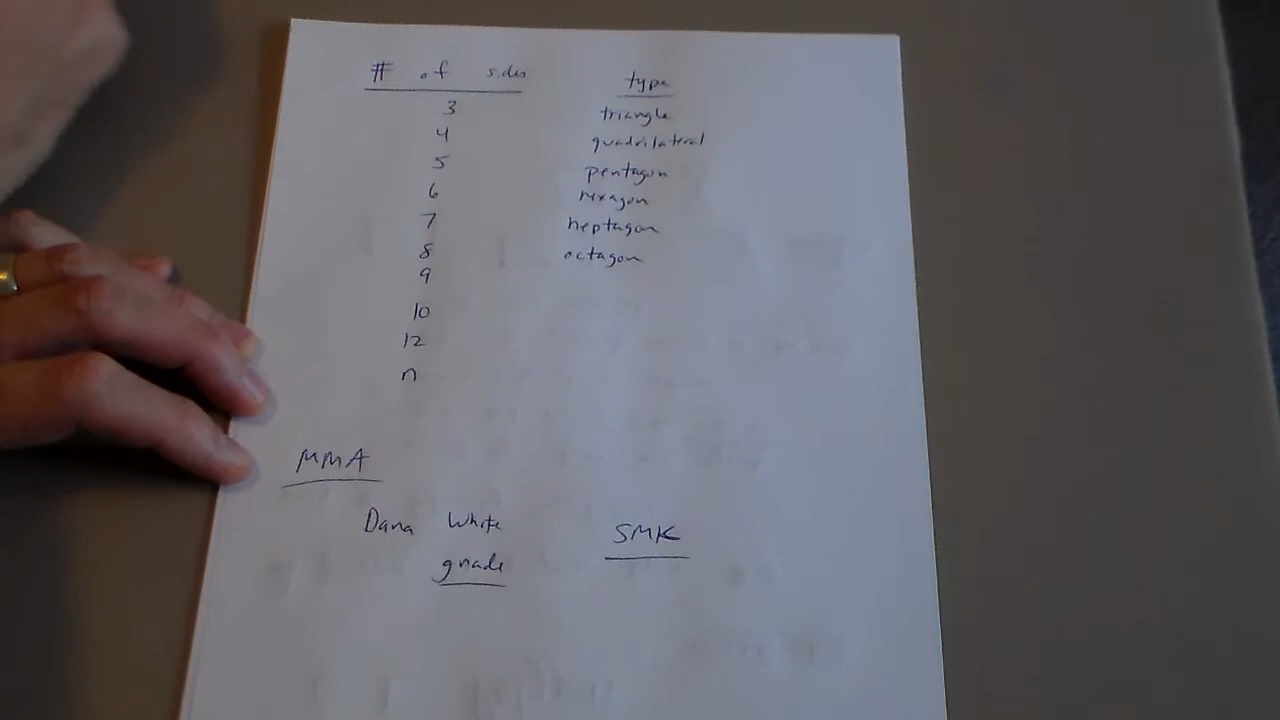 # of sides type
3 triangle
4 quadrilateral
5 pentagon
6 hexagon
7 heptagon
8 octagon
9
10
12
n
MMA
Dana White SMK